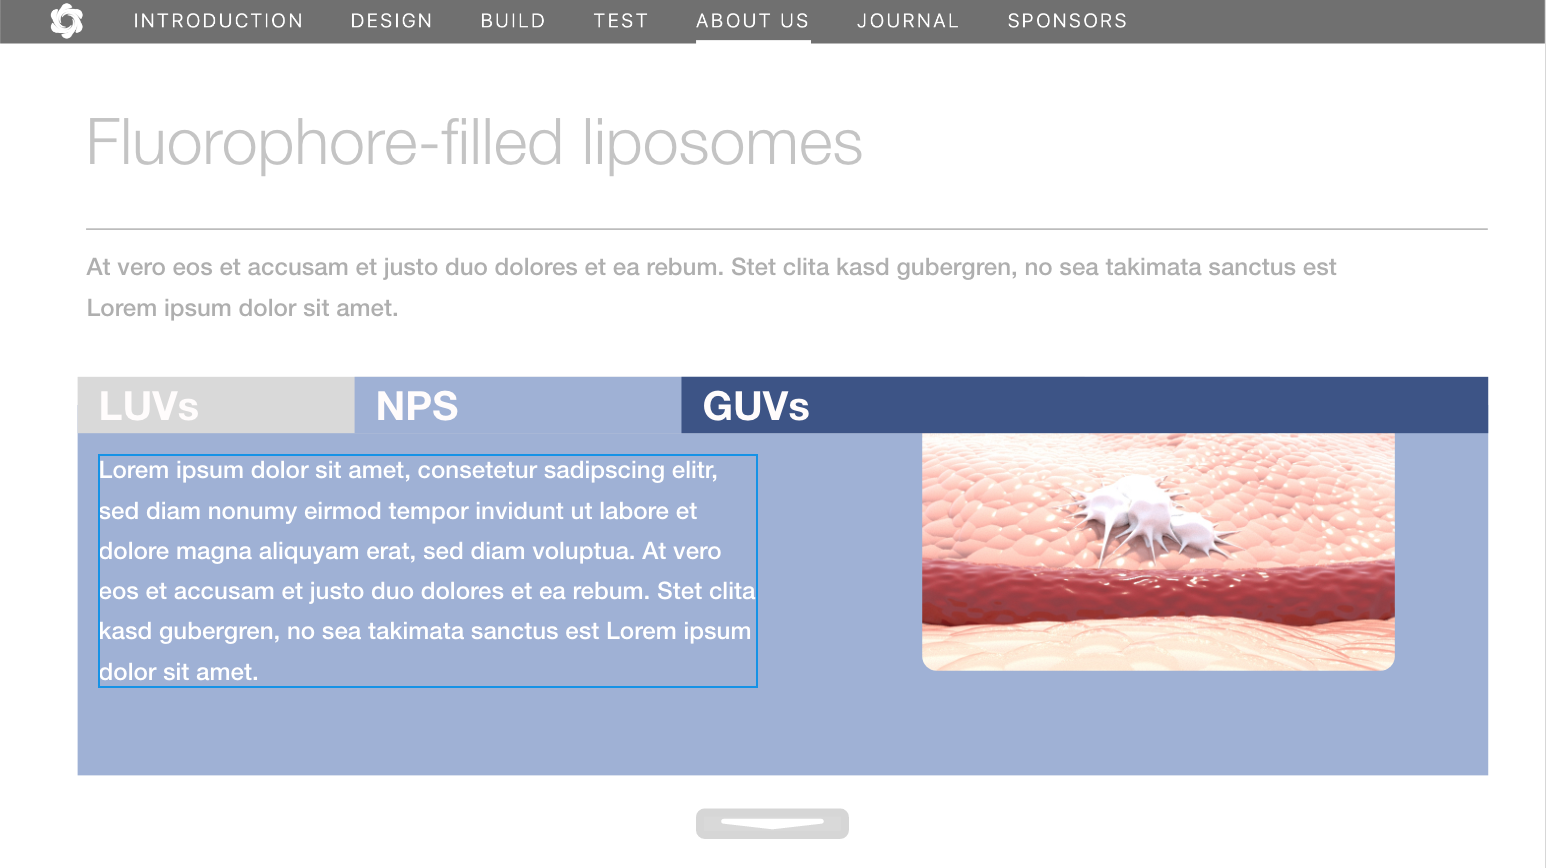 INTRODUCTION DESIGN BUILD TEST ABOUT US JOURNAL SPONSORS
Fluorophore-filled liposomes
At vero eos et accusam et justo duo dolores et ea rebum. Stet clita kasd gubergren, no sea takimata sanctus est
Lorem ipsum dolor sit amet.
LUVs NPS GUVs
Lorem ipsum dolor sit amet, consetetur sadipscing elitr,
sed diam nonumy eirmod tempor invidunt ut labore et
dolore magna aliquyam erat, sed diam voluptua. At vero
eos et accusam et justo duo dolores et ea rebum. Stet clita
kasd gubergren, no sea takimata sanctus est Lorem ipsum
dolor sit amet.